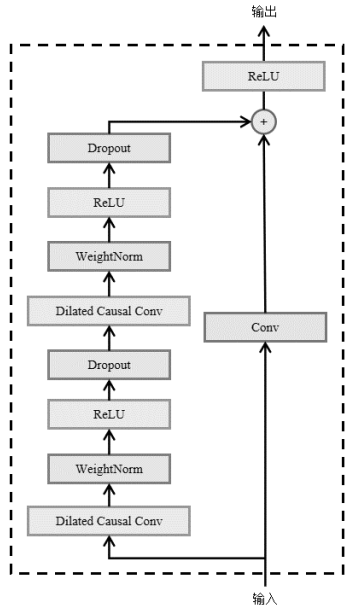 输出
ReLU
+
Dropout
ReLU
WeightNorm
Dilated Causal Conv
Conv
Dropout
ReLU
WeightNorm
Dilated Causal Conv
输入